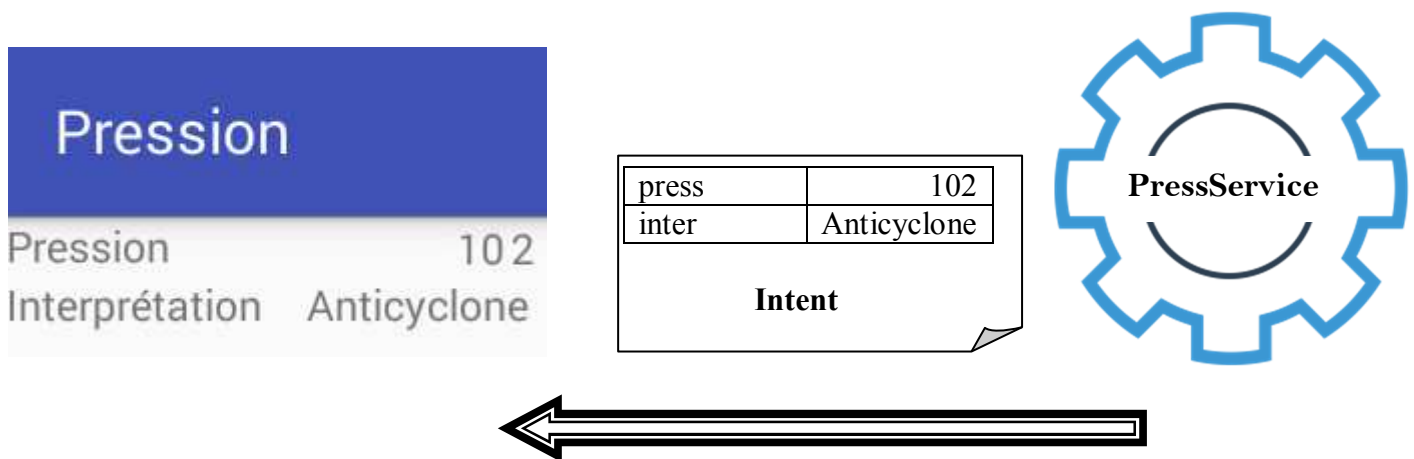 Pression
Pression 102
Interprétation Anticyclone
press 102
inter Anticyclone
Intent
PressService